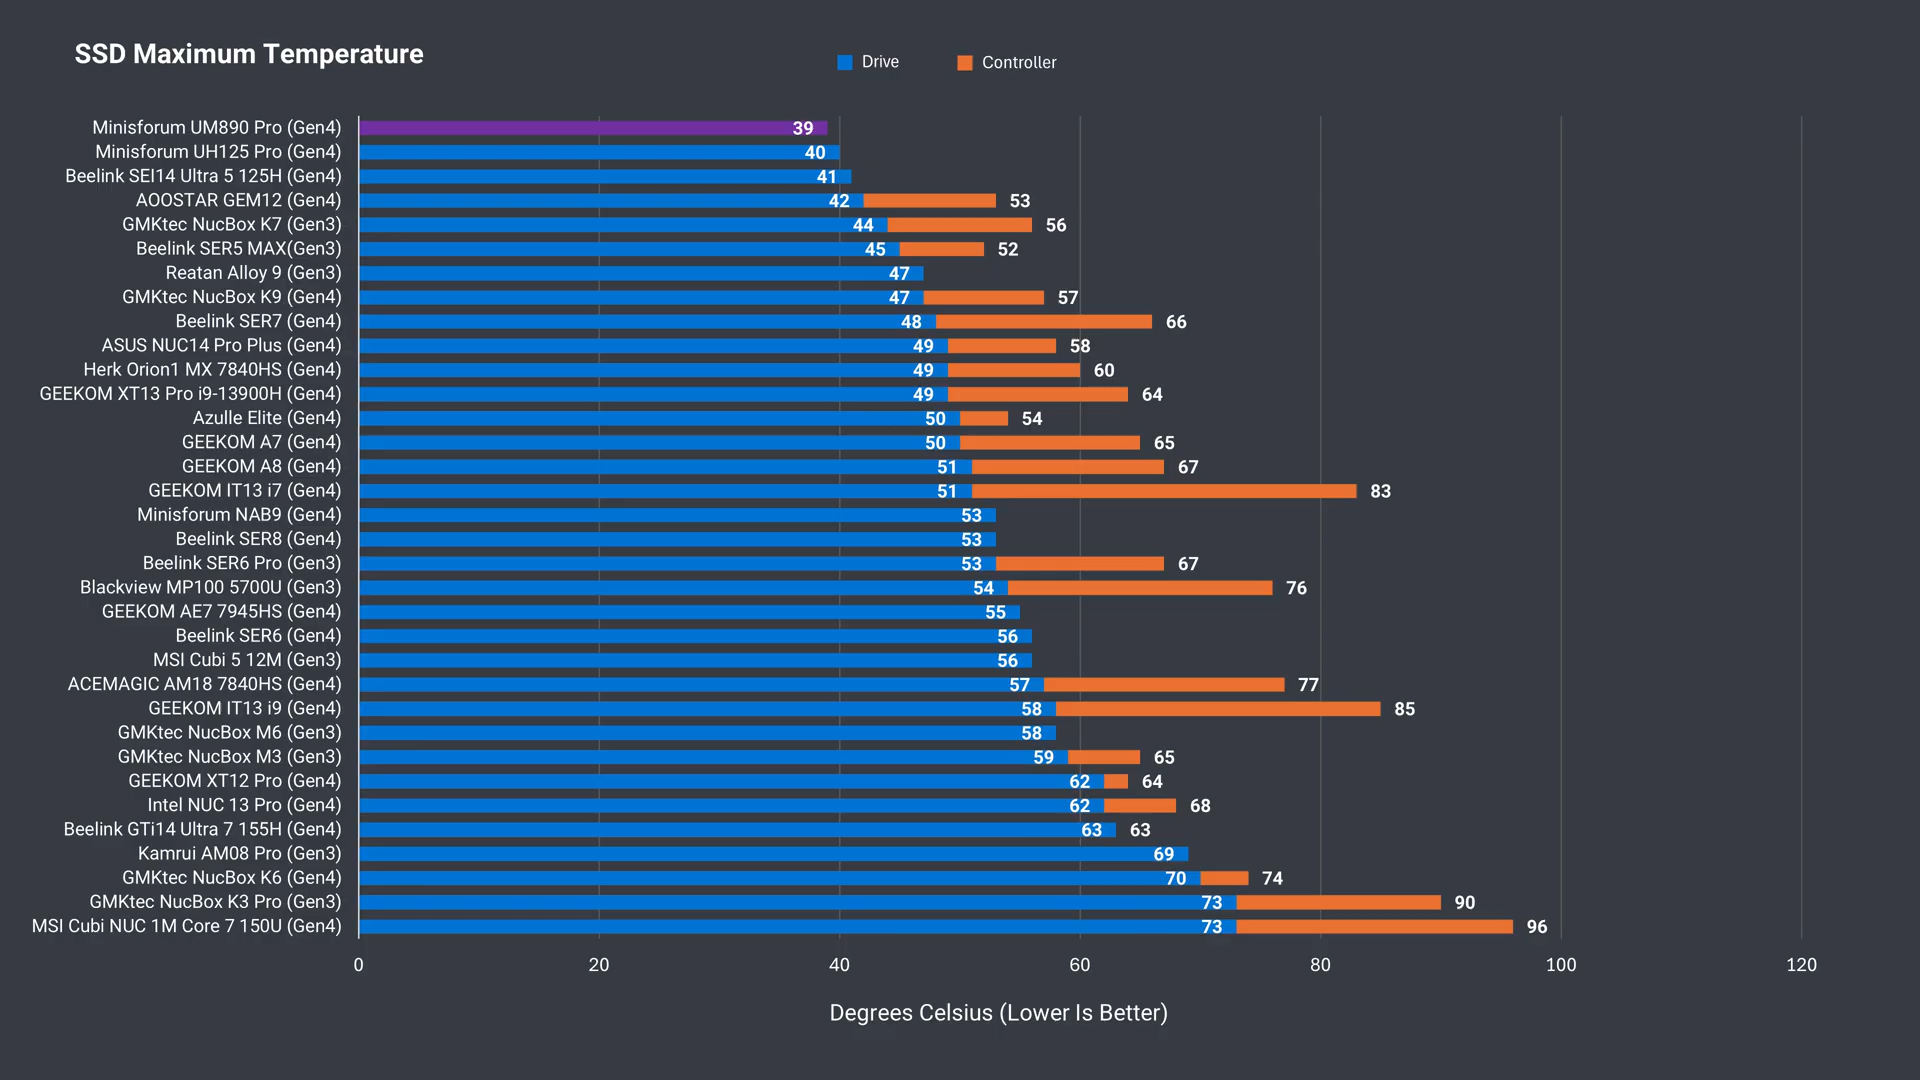 SSD Maximum Temperature
Drive
Controller
Minisforum UM890 Pro (Gen4) 39
Minisforum UH125 Pro (Gen4) 40
Beelink SEI14 Ultra 5 125H (Gen4) 41
AOOSTAR GEM12 (Gen4) 42 53
GMKtec NucBox K7 (Gen3) 44 56
Beelink SER5 MAX(Gen3) 45 52
Reatan Alloy 9 (Gen3) 47
GMKtec NucBox K9 (Gen4) 47 57
Beelink SER7 (Gen4) 48 66
ASUS NUC14 Pro Plus (Gen4) 49 58
Herk Orion1 MX 7840HS (Gen4) 49 60
GEEKOM XT13 Pro i9-13900H (Gen4) 49 64
Azulle Elite (Gen4) 50 54
GEEKOM A7 (Gen4) 50 65
GEEKOM A8 (Gen4) 51 67
GEEKOM IT13 i7 (Gen4) 51 83
Minisforum NAB9 (Gen4) 53
Beelink SER8 (Gen4) 53
Beelink SER6 Pro (Gen3) 53 67
Blackview MP100 5700U (Gen3) 54 76
GEEKOM AE7 7945HS (Gen4) 55
Beelink SER6 (Gen4) 56
MSI Cubi 5 12M (Gen3) 56
ACEMAGIC AM18 7840HS (Gen4) 57 77
GEEKOM IT13 i9 (Gen4) 58 85
GMKtec NucBox M6 (Gen3) 58
GMKtec NucBox M3 (Gen3) 59 65
GEEKOM XT12 Pro (Gen4) 62 64
Intel NUC 13 Pro (Gen4) 62 68
Beelink GTi14 Ultra 7 155H (Gen4) 63 63
Kamrui AM08 Pro (Gen3) 69
GMKtec NucBox K6 (Gen4) 70 74
GMKtec NucBox K3 Pro (Gen3) 73 90
MSI Cubi NUC 1M Core 7 150U (Gen4) 73 96
0 20 40 60 80 100 120
Degrees Celsius (Lower Is Better)